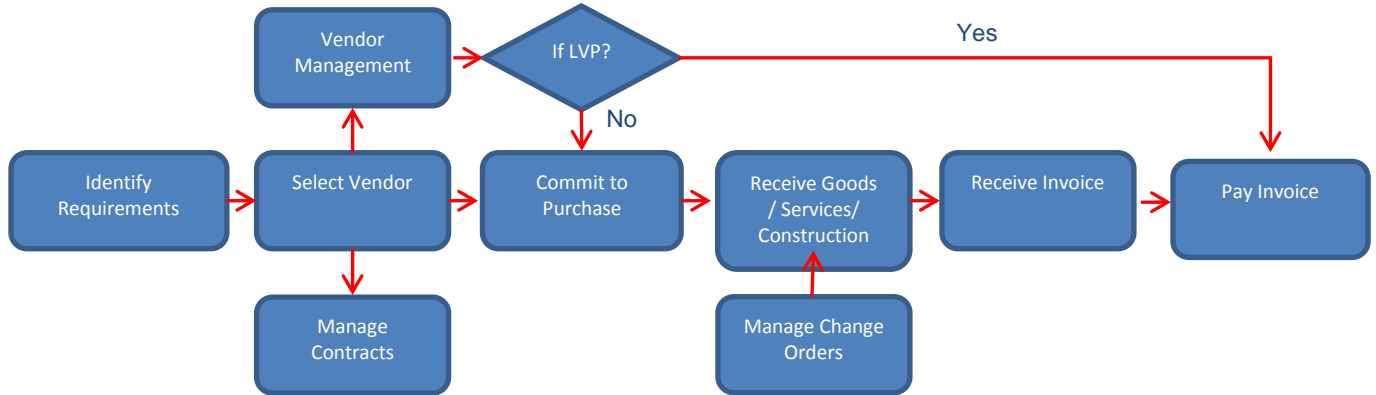 Vendor
Management
If LVP?
Yes
No
Identify
Requirements
Select Vendor
Commit to
Purchase
Receive Goods
/ Services/
Construction
Receive Invoice
Pay Invoice
Manage
Contracts
Manage Change
Orders